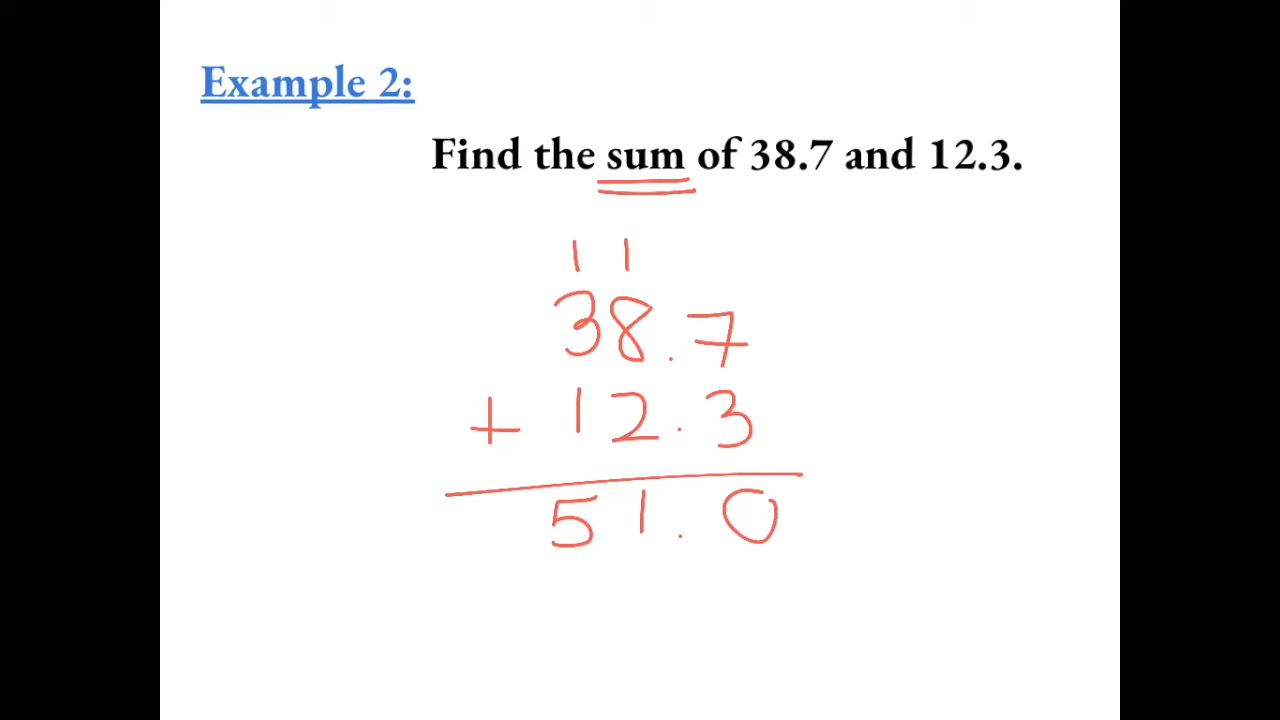 Example 2:
Find the sum of 38.7 and 12.3.
1 1
38.7
+ 12.3
51.0